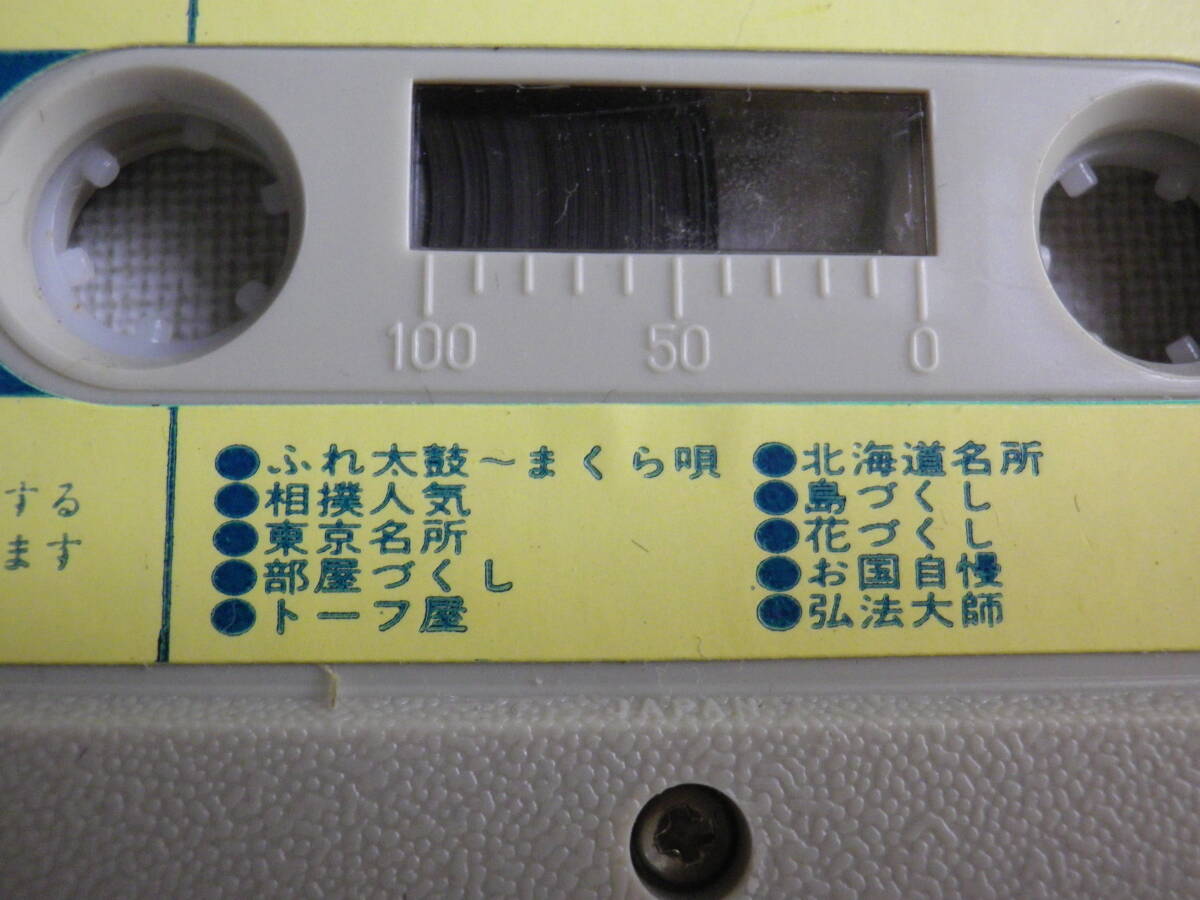 100 50 0
する
ます
●ふれ太鼓～まくら唄
●相撲人気
●東京名所
●部屋づくし
●トーフ屋
●北海道名所
●島づくし
●花づくし
●お国自慢
●弘法大師
JAPAN